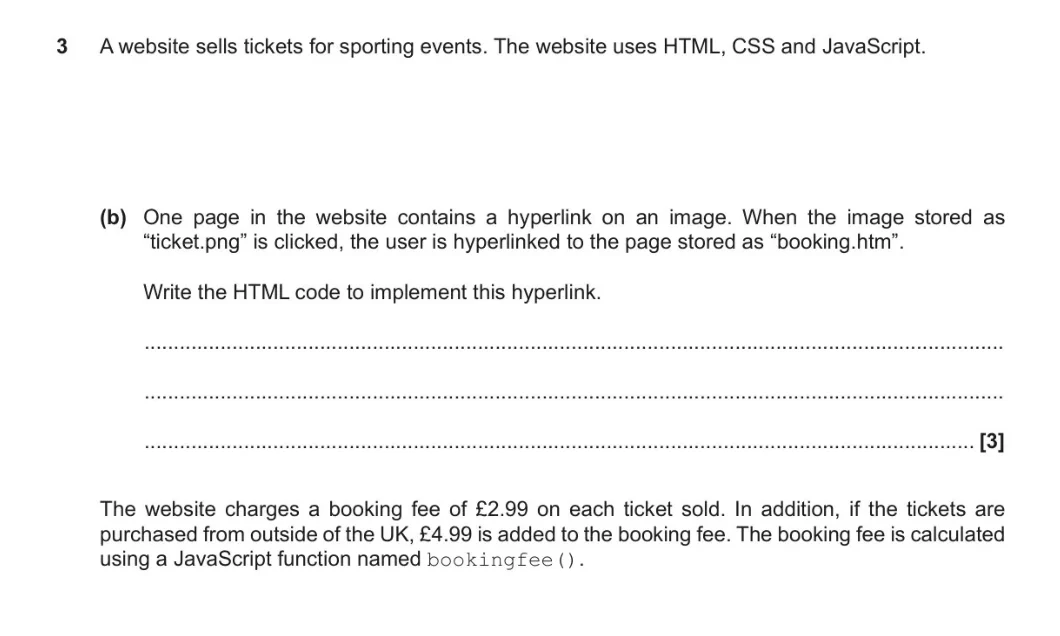 3 A website sells tickets for sporting events. The website uses HTML, CSS and JavaScript.
(b) One page in the website contains a hyperlink on an image. When the image stored as
“ticket.png” is clicked, the user is hyperlinked to the page stored as “booking.htm”.
Write the HTML code to implement this hyperlink.
[3]
The website charges a booking fee of £2.99 on each ticket sold. In addition, if the tickets are
purchased from outside of the UK, £4.99 is added to the booking fee. The booking fee is calculated
using a JavaScript function named bookingfee().